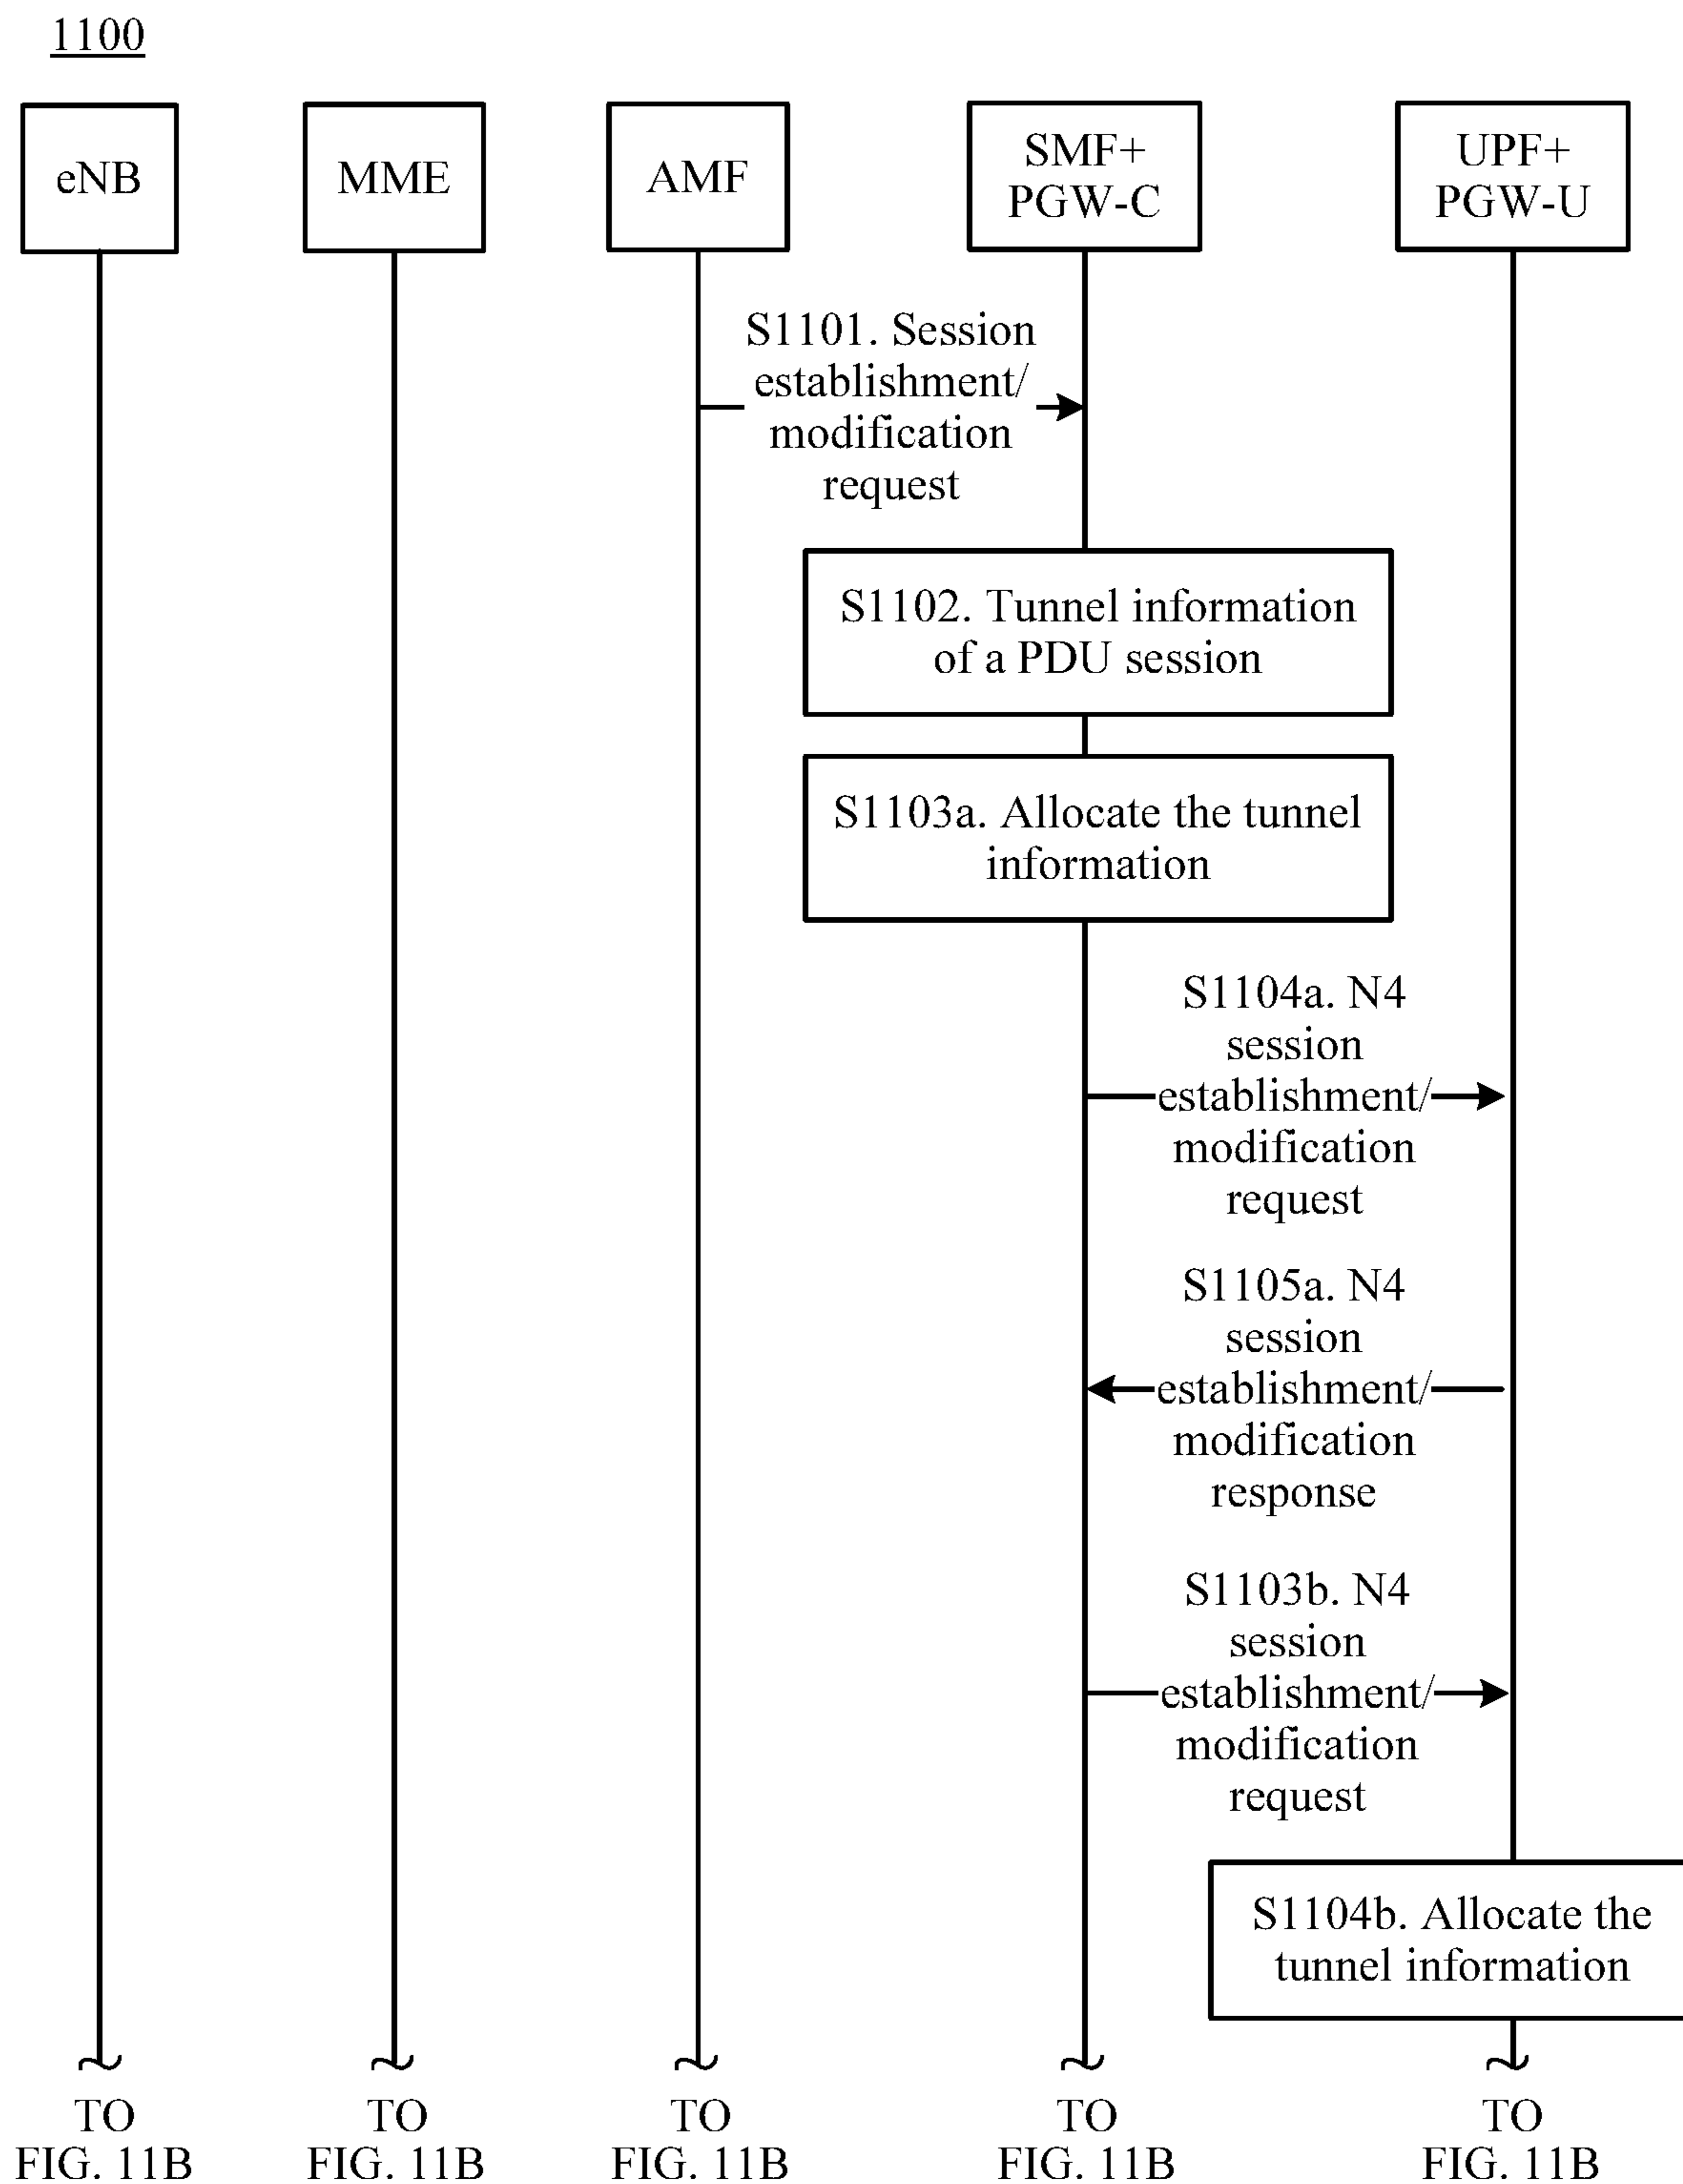 1100
eNB
MME
AMF
SMF+
PGW-C
UPF+
PGW-U
S1101. Session
establishment/
modification
request
S1102. Tunnel information
of a PDU session
S1103a. Allocate the tunnel
information
S1104a. N4
session
establishment/
modification
request
S1105a. N4
session
establishment/
modification
response
S1103b. N4
session
establishment/
modification
request
S1104b. Allocate the
tunnel information
TO
FIG. 11B
TO
FIG. 11B
TO
FIG. 11B
TO
FIG. 11B
TO
FIG. 11B